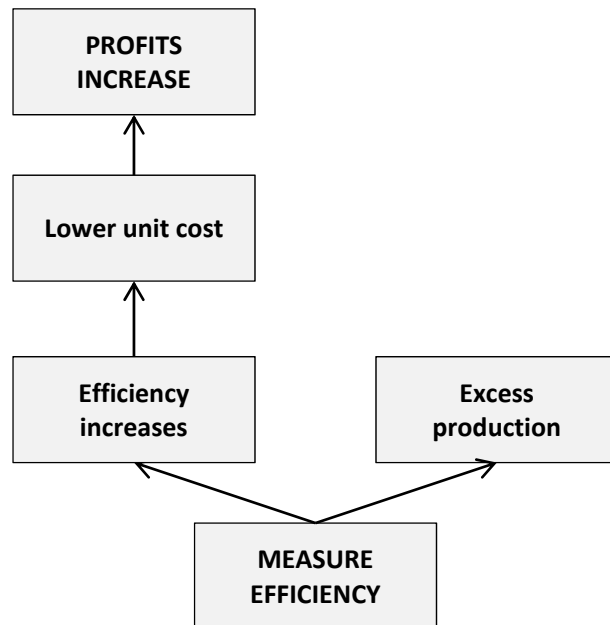 PROFITS
INCREASE
Lower unit cost
Efficiency
increases
Excess
production
MEASURE
EFFICIENCY